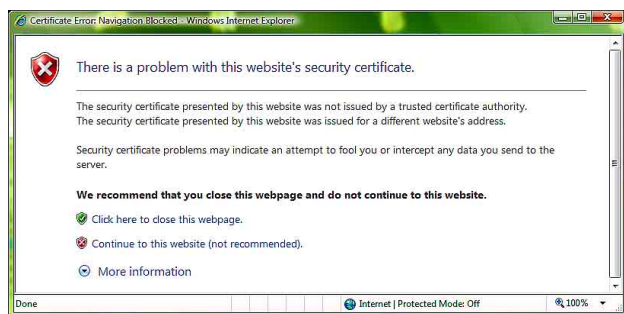 Certificate Error: Navigation Blocked - Windows Internet Explorer
There is a problem with this website's security certificate.
The security certificate presented by this website was not issued by a trusted certificate authority.
The security certificate presented by this website was issued for a different website's address.
Security certificate problems may indicate an attempt to fool you or intercept any data you send to the
server.
We recommend that you close this webpage and do not continue to this website.
Click here to close this webpage.
Continue to this website (not recommended).
More information
Done
Internet | Protected Mode: Off
100%